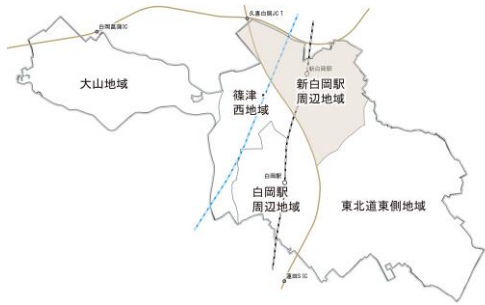 久喜白岡JCT
白岡菖蒲IC
新白岡駅
大山地域
篠津
西地域
新白岡駅
周辺地域
白岡駅
白岡駅
周辺地域
東北道東側地域
蓮田SIC